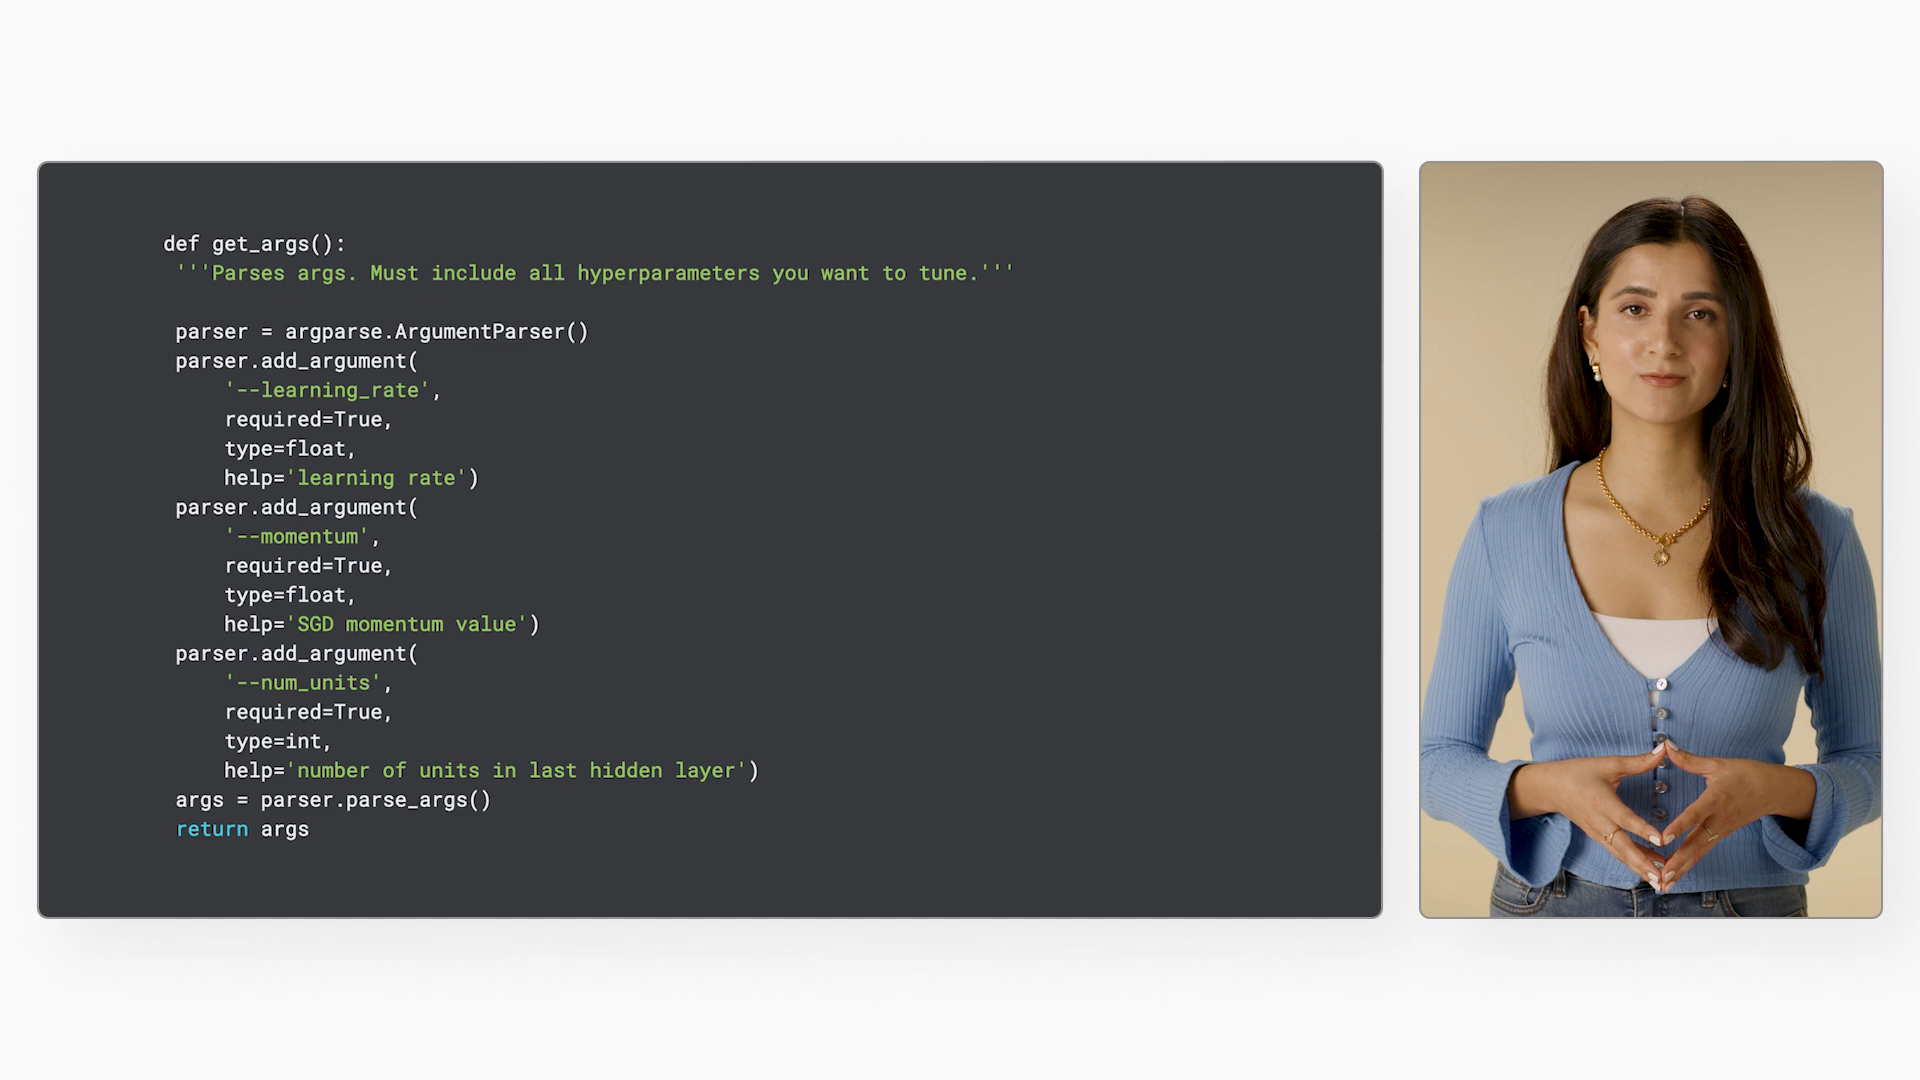 def get_args():
'''Parses args. Must include all hyperparameters you want to tune.'''
parser = argparse.ArgumentParser()
parser.add_argument(
'--learning_rate',
required=True,
type=float,
help='learning rate')
parser.add_argument(
'--momentum',
required=True,
type=float,
help='SGD momentum value')
parser.add_argument(
'--num_units',
required=True,
type=int,
help='number of units in last hidden layer')
args = parser.parse_args()
return args